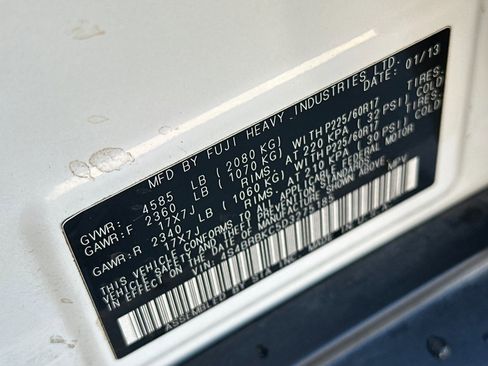 MFD BY FUJI HEAVY INDUSTRIES LTD.
DATE: 01/13
GVWR: 4585 LB ( 2080 KG)
GAWR:F 2360 LB ( 1070 KG) WITH P225/60R17 TIRES,
17X7J RIMS, AT 220 KPA ( 32 PSI) COLD
GAWR:R 2340 LB ( 1060 KG) WITH P225/60R17 TIRES,
17X7J RIMS, AT 210 KPA ( 30 PSI) COLD
THIS VEHICLE CONFORMS TO ALL APPLICABLE FEDERAL MOTOR
VEHICLE SAFETY STANDARDS
IN EFFECT ON THE DATE OF MANUFACTURE SHOWN ABOVE.
VIN: MPV
ASSEMBLED BY SIA, INC. MADE IN U.S.A.